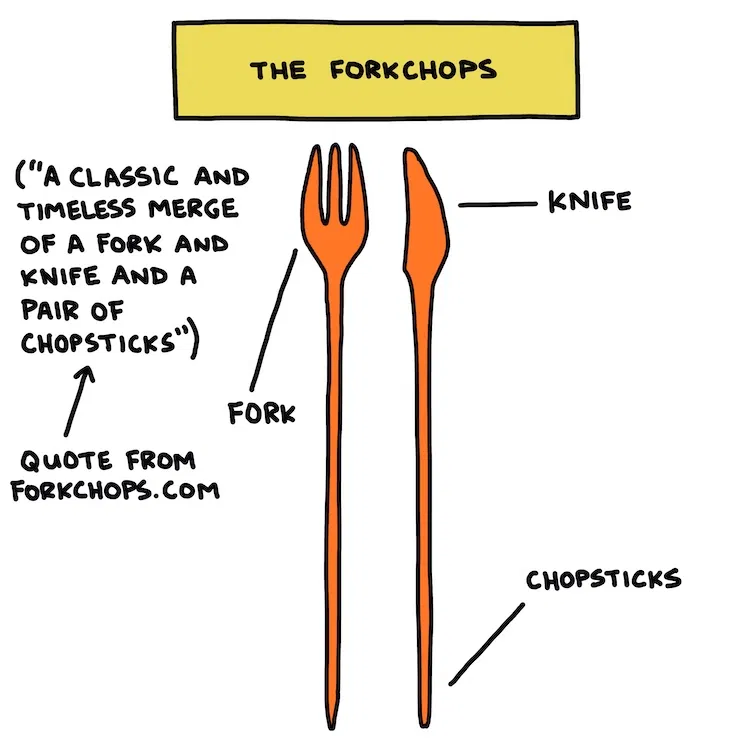 THE FORKCHOPS
("A CLASSIC AND
TIMELESS MERGE
OF A FORK AND
KNIFE AND A
PAIR OF
CHOPSTICKS")
KNIFE
FORK
QUOTE FROM
FORKCHOPS.COM
CHOPSTICKS